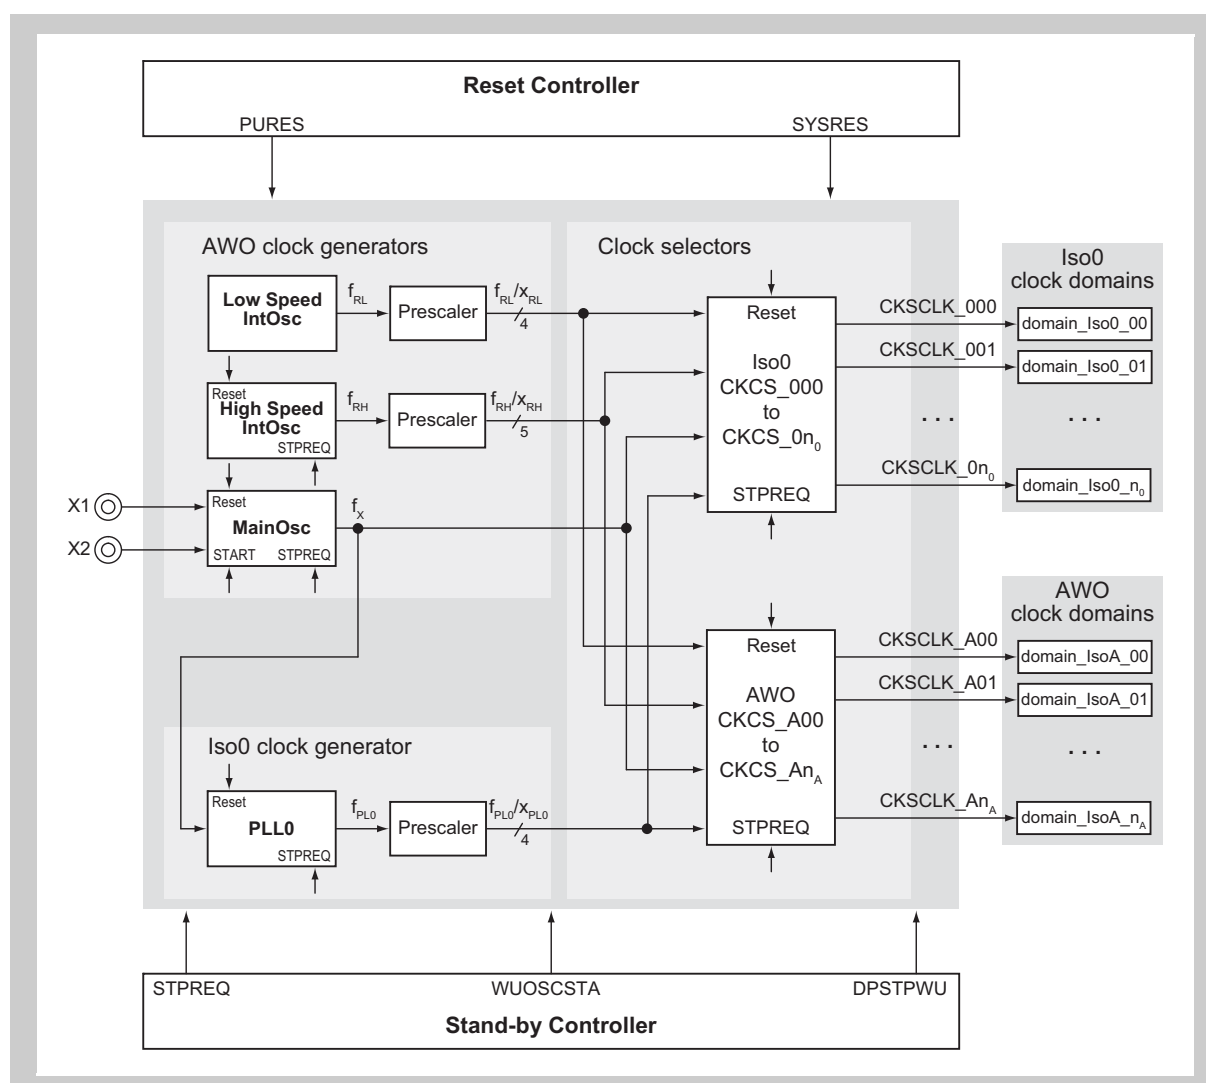 Reset Controller
PURES
SYSRES
AWO clock generators
Low Speed
IntOsc
f_RL
Prescaler
f_RL/x_RL
4
Reset
High Speed
IntOsc
STPREQ
f_RH
Prescaler
f_RH/x_RH
5
X1
X2
Reset
MainOsc
START
STPREQ
f_X
Iso0 clock generator
Reset
PLL0
STPREQ
f_PL0
Prescaler
f_PL0/x_PL0
4
Clock selectors
Reset
Iso0
CKCS_000
to
CKCS_0n_0
STPREQ
Reset
AWO
CKCS_A00
to
CKCS_An_A
STPREQ
CKSCLK_000
CKSCLK_001
. . .
CKSCLK_0n_0
Iso0
clock domains
domain_Iso0_00
domain_Iso0_01
. . .
domain_Iso0_n_0
CKSCLK_A00
CKSCLK_A01
. . .
CKSCLK_An_A
AWO
clock domains
domain_IsoA_00
domain_IsoA_01
. . .
domain_IsoA_n_A
STPREQ
WUOSCSTA
DPSTPWU
Stand-by Controller